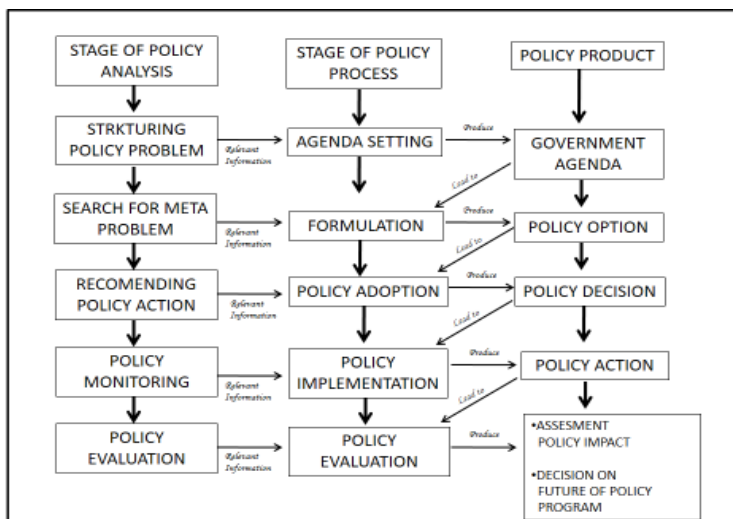 STAGE OF POLICY
ANALYSIS
STAGE OF POLICY
PROCESS
POLICY PRODUCT
STRKTURING
POLICY PROBLEM
Relevant
Information
AGENDA SETTING
Produce
GOVERNMENT
AGENDA
Lead to
SEARCH FOR META
PROBLEM
Relevant
Information
FORMULATION
Produce
POLICY OPTION
Lead to
RECOMENDING
POLICY ACTION
Relevant
Information
POLICY ADOPTION
Produce
POLICY DECISION
Lead to
POLICY
MONITORING
Relevant
Information
POLICY
IMPLEMENTATION
Produce
POLICY ACTION
Lead to
POLICY
EVALUATION
Relevant
Information
POLICY
EVALUATION
Produce
•ASSESMENT
POLICY IMPACT
•DECISION ON
FUTURE OF POLICY
PROGRAM